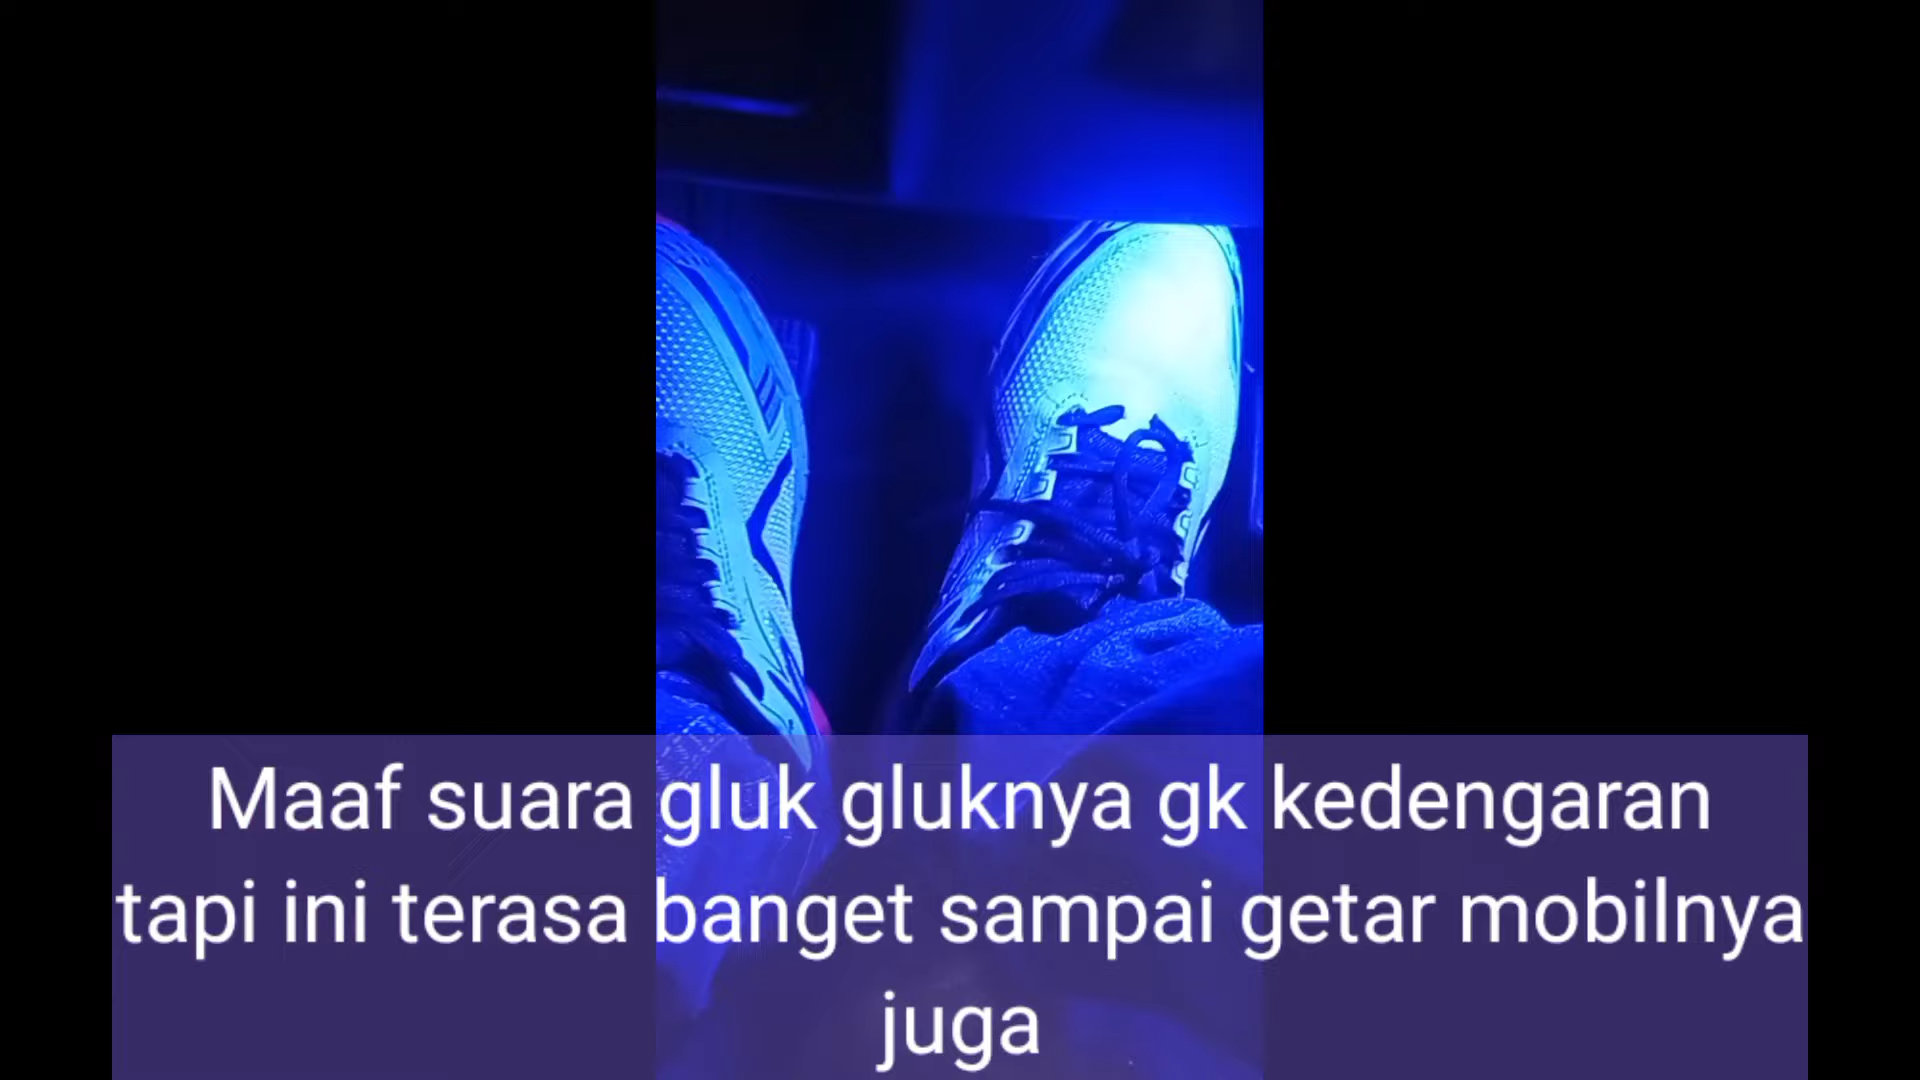 Maaf suara gluk gluknya gk kedengaran
tapi ini terasa banget sampai getar mobilnya
juga